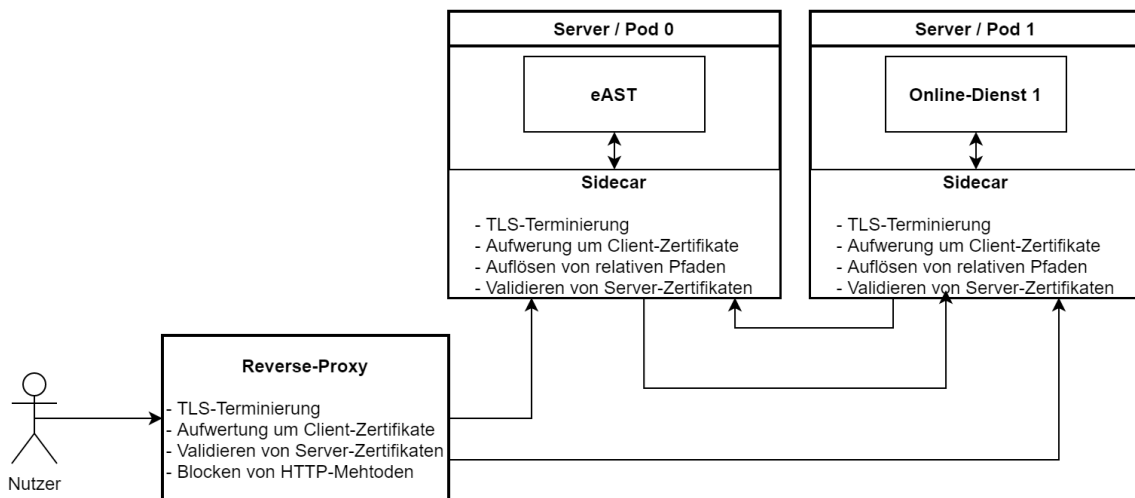 Server / Pod 0
eAST
Sidecar
- TLS-Terminierung
- Aufwerung um Client-Zertifikate
- Auflösen von relativen Pfaden
- Validieren von Server-Zertifikaten
Server / Pod 1
Online-Dienst 1
Sidecar
- TLS-Terminierung
- Aufwerung um Client-Zertifikate
- Auflösen von relativen Pfaden
- Validieren von Server-Zertifikaten
Reverse-Proxy
- TLS-Terminierung
- Aufwertung um Client-Zertifikate
- Validieren von Server-Zertifikaten
- Blocken von HTTP-Mehtoden
Nutzer